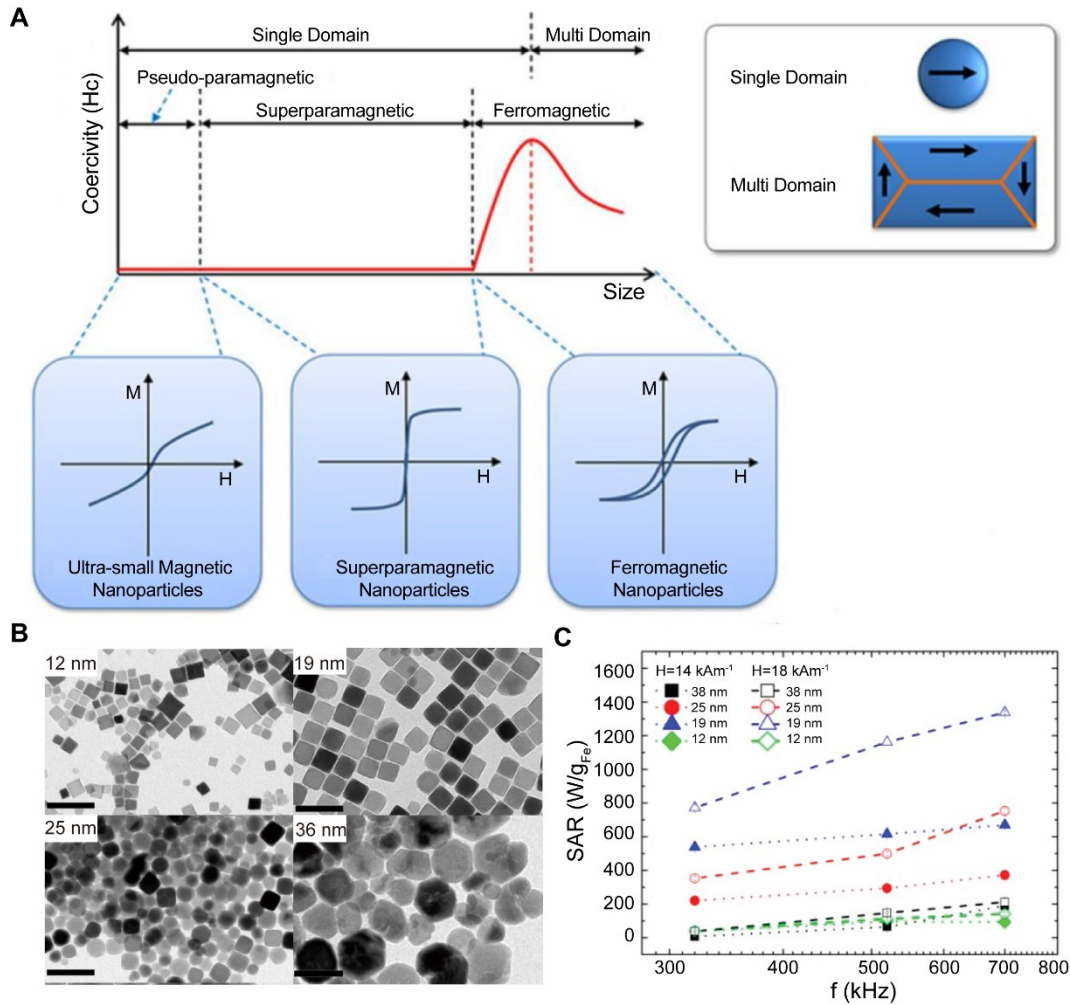 A
Single Domain
Multi Domain
Pseudo-paramagnetic
Superparamagnetic
Ferromagnetic
Coercivity (Hc)
Size
Single Domain
Multi Domain
M
H
Ultra-small Magnetic
Nanoparticles
M
H
Superparamagnetic
Nanoparticles
M
H
Ferromagnetic
Nanoparticles
B
12 nm
19 nm
25 nm
36 nm
C
H=14 kAm⁻¹ H=18 kAm⁻¹
38 nm 38 nm
25 nm 25 nm
19 nm 19 nm
12 nm 12 nm
SAR (W/gFe)
1600
1400
1200
1000
800
600
400
200
0
300 400 500 600 700 800
f (kHz)